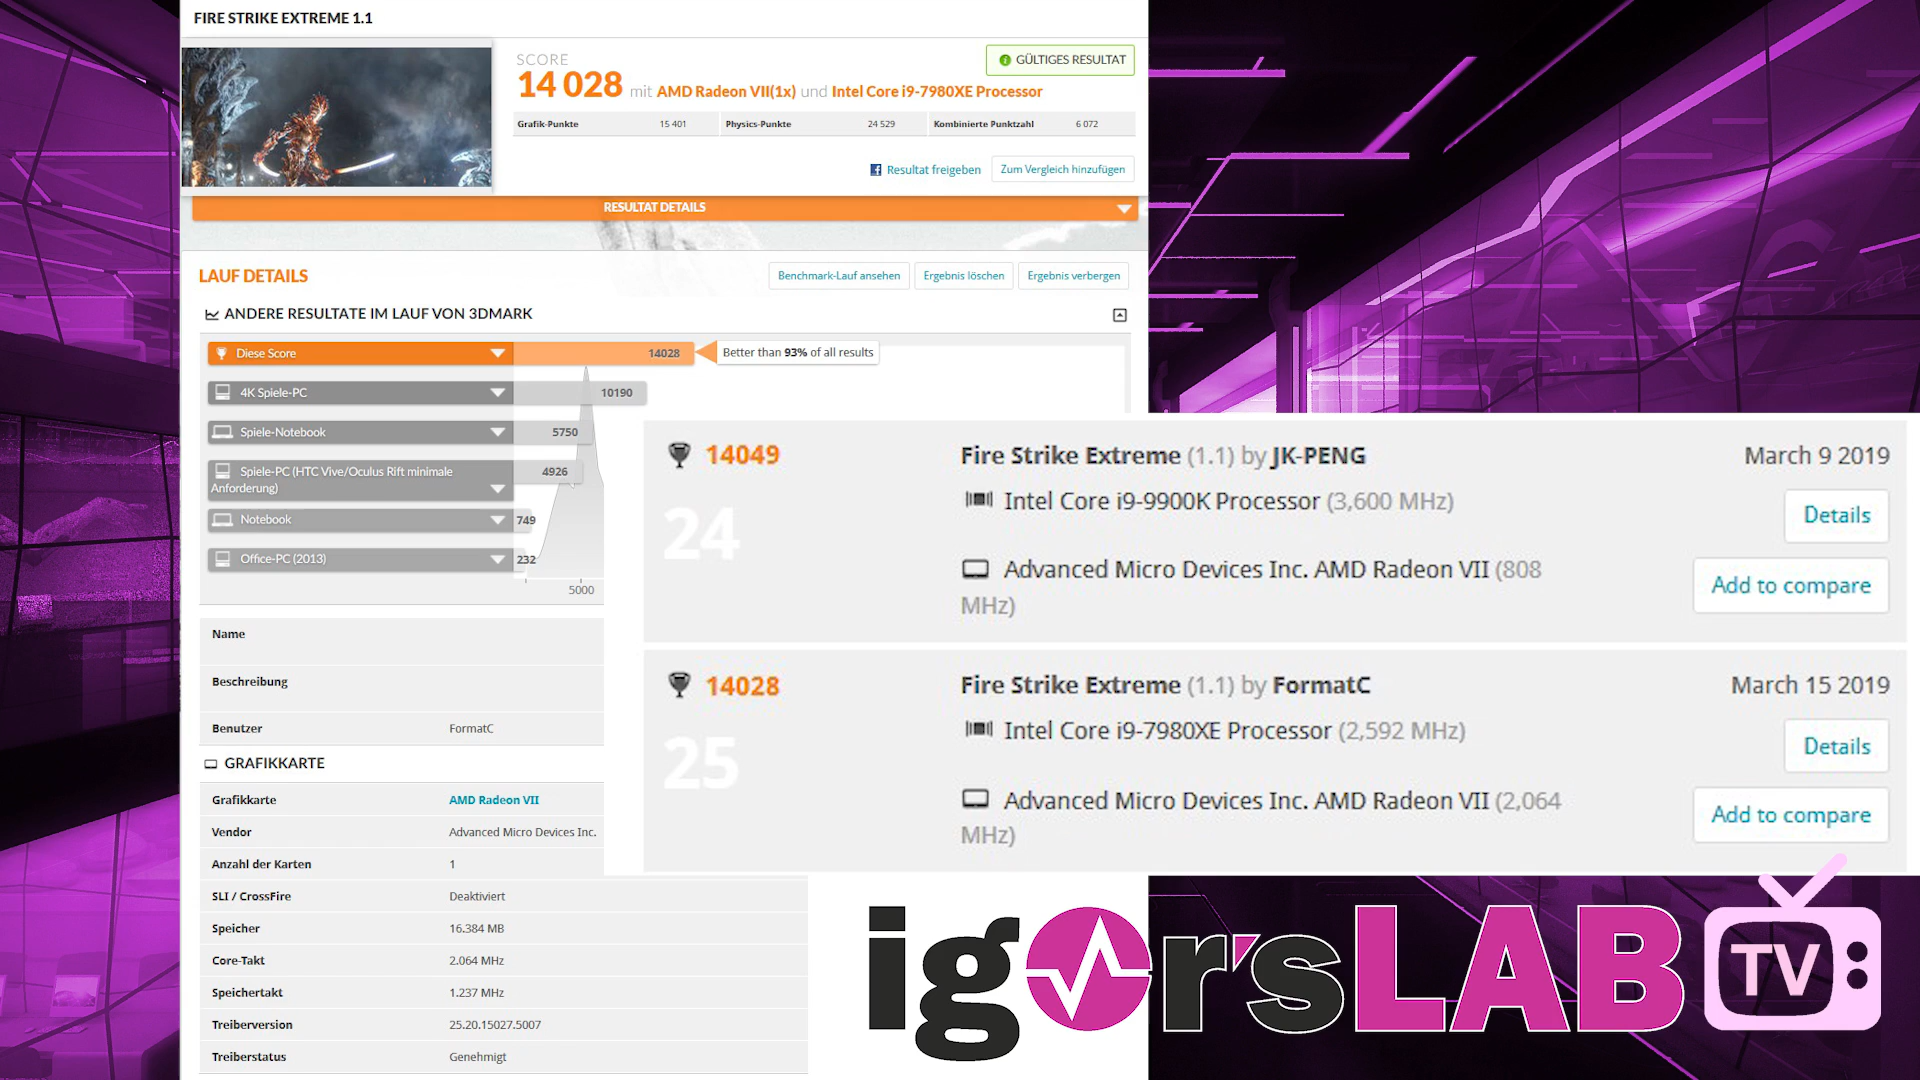 FIRE STRIKE EXTREME 1.1
SCORE
14 028 mit AMD Radeon VII(1x) und Intel Core i9-7980XE Processor
GÜLTIGES RESULTAT
Grafik-Punkte 15 401 Physics-Punkte 24 529 Kombinierte Punktzahl 6 072
Resultat freigeben Zum Vergleich hinzufügen
RESULTAT DETAILS
LAUF DETAILS
Benchmark-Lauf ansehen Ergebnis löschen Ergebnis verbergen
ANDERE RESULTATE IM LAUF VON 3DMARK
Diese Score 14028 Better than 93% of all results
4K Spiele-PC 10190
Spiele-Notebook 5750
Spiele-PC (HTC Vive/Oculus Rift minimale
Anforderung) 4926
Notebook 749
Office-PC (2013) 232
5000
Name
Beschreibung
Benutzer FormatC
GRAFIKKARTE
Grafikkarte AMD Radeon VII
Vendor Advanced Micro Devices Inc.
Anzahl der Karten 1
SLI / CrossFire Deaktiviert
Speicher 16.384 MB
Core-Takt 2.064 MHz
Speichertakt 1.237 MHz
Treiberversion 25.20.15027.5007
Treiberstatus Genehmigt
14049 Fire Strike Extreme (1.1) by JK-PENG March 9 2019
24 Intel Core i9-9900K Processor (3,600 MHz) Details
Advanced Micro Devices Inc. AMD Radeon VII (808
MHz)
Add to compare
14028 Fire Strike Extreme (1.1) by FormatC March 15 2019
25 Intel Core i9-7980XE Processor (2,592 MHz) Details
Advanced Micro Devices Inc. AMD Radeon VII (2,064
MHz)
Add to compare
igor'sLAB TV